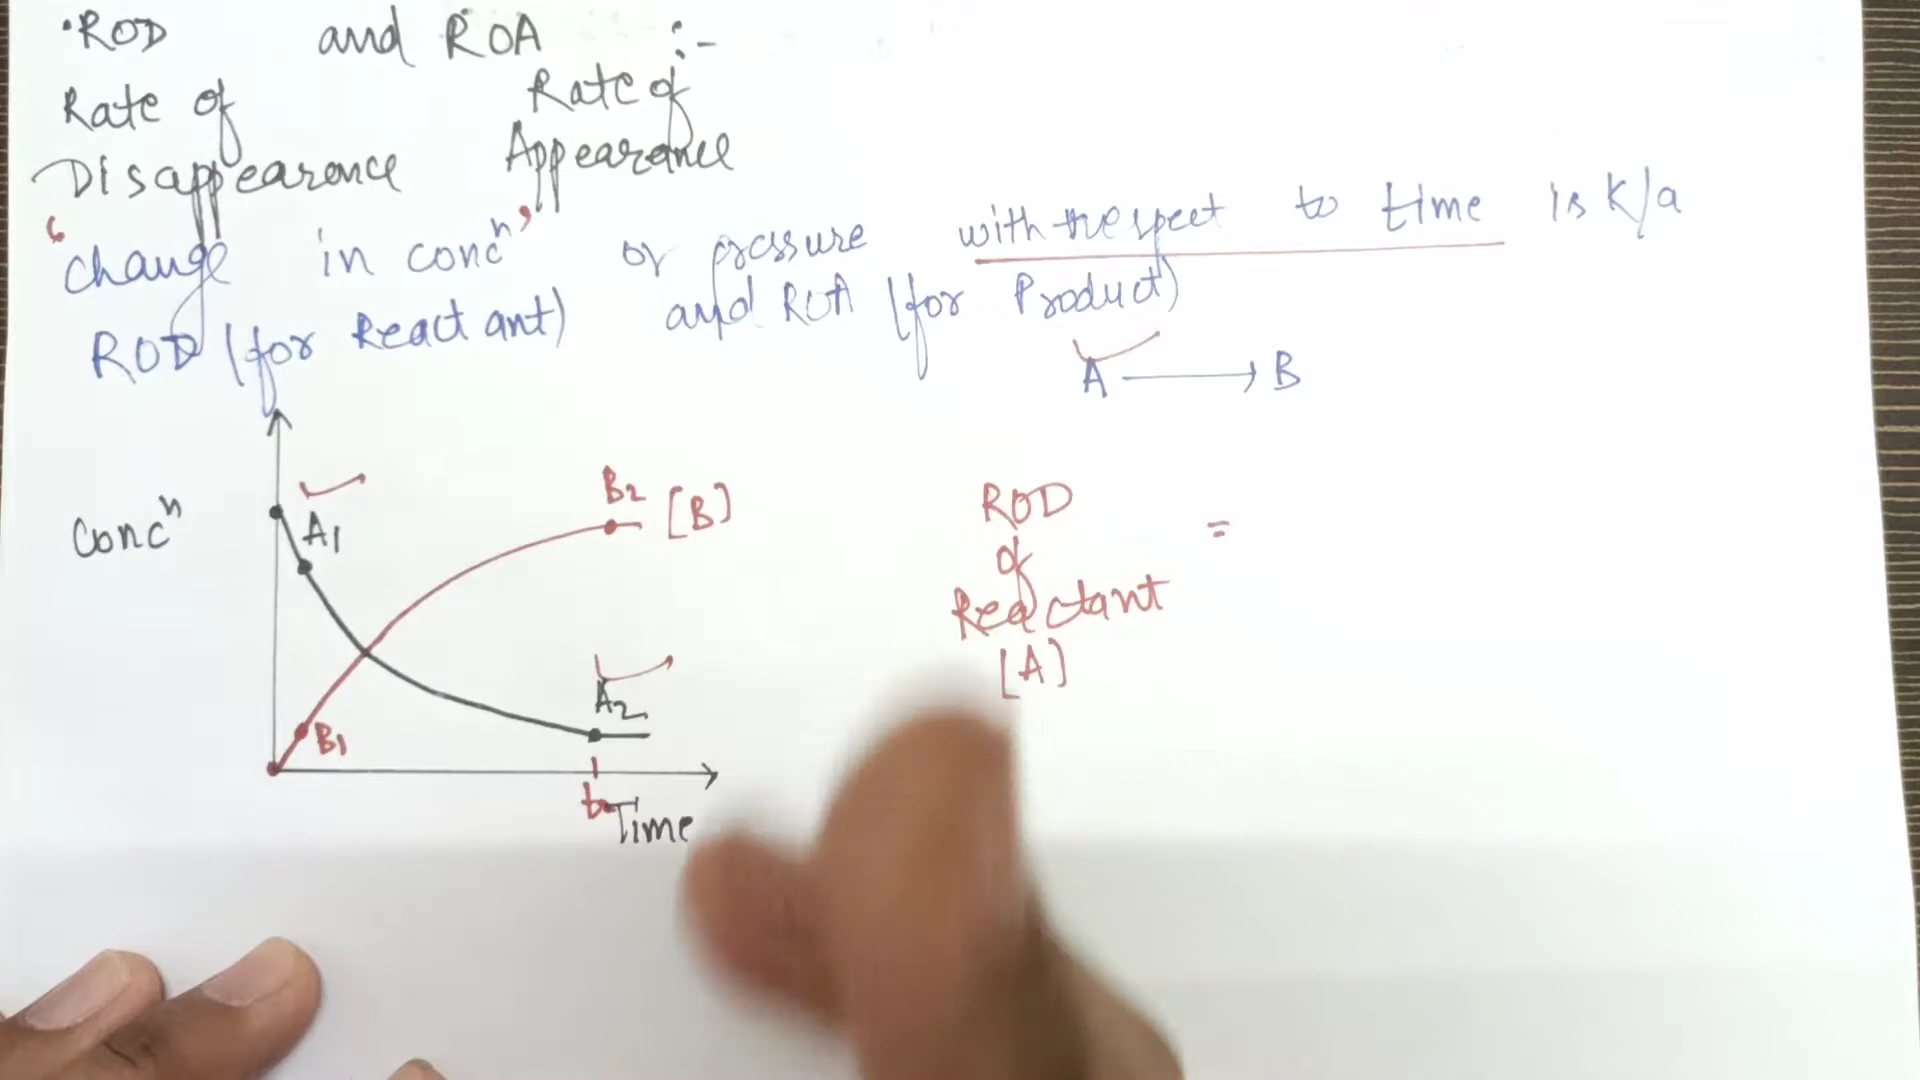 •ROD and ROA :-
Rate of Rate of
Disappearance Appearance
"change in concⁿ" or pressure with respect to time is k/a
ROD (for Reactant) and ROA (for Product)
A → B
Concⁿ
A1
B2 [B]
A2
B1
Time
ROD =
of
Reactant
[A]